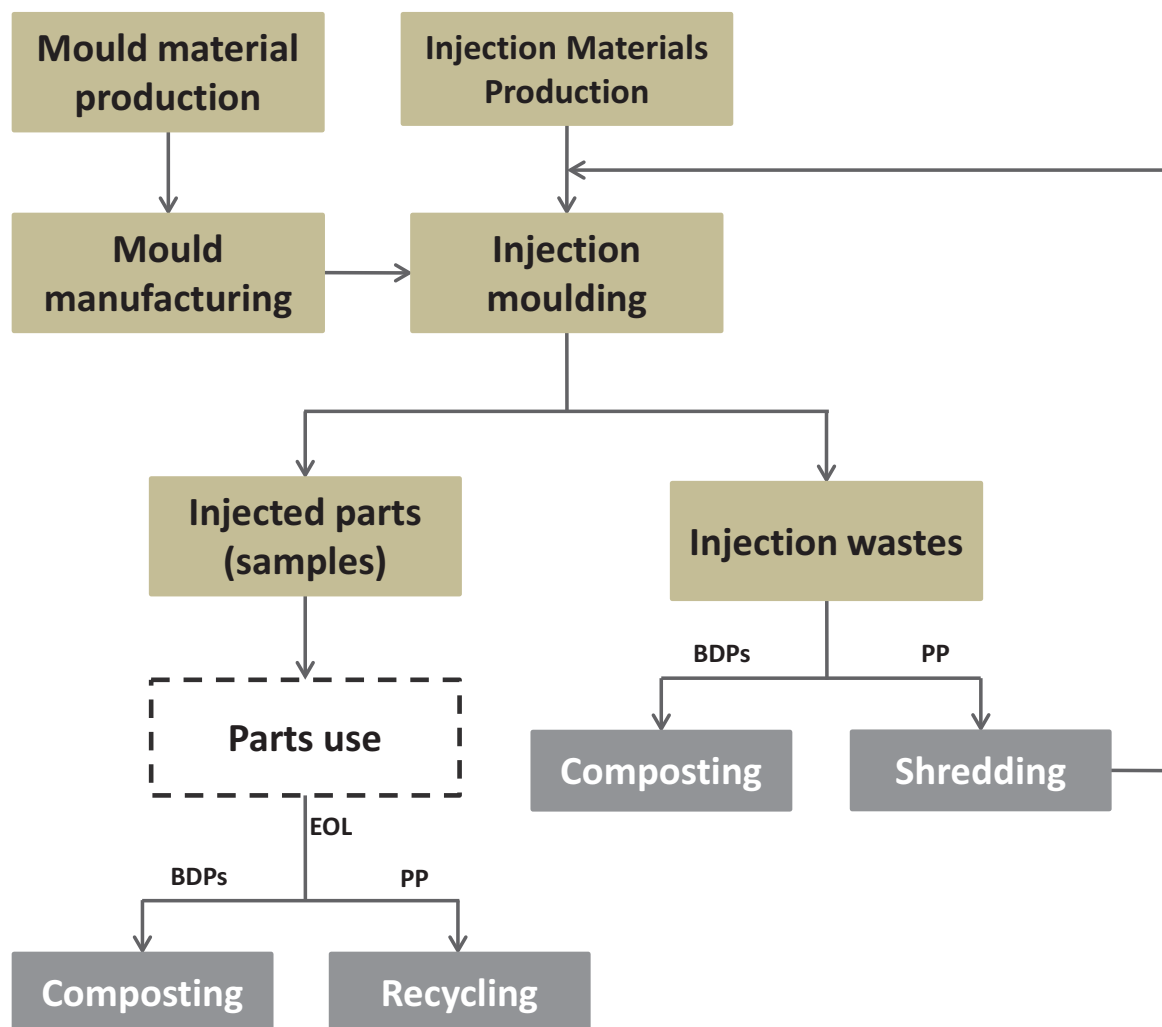 Mould material
production
Injection Materials
Production
Mould
manufacturing
Injection
moulding
Injected parts
(samples)
Injection wastes
BDPs
PP
Parts use
Composting
Shredding
EOL
BDPs
PP
Composting
Recycling